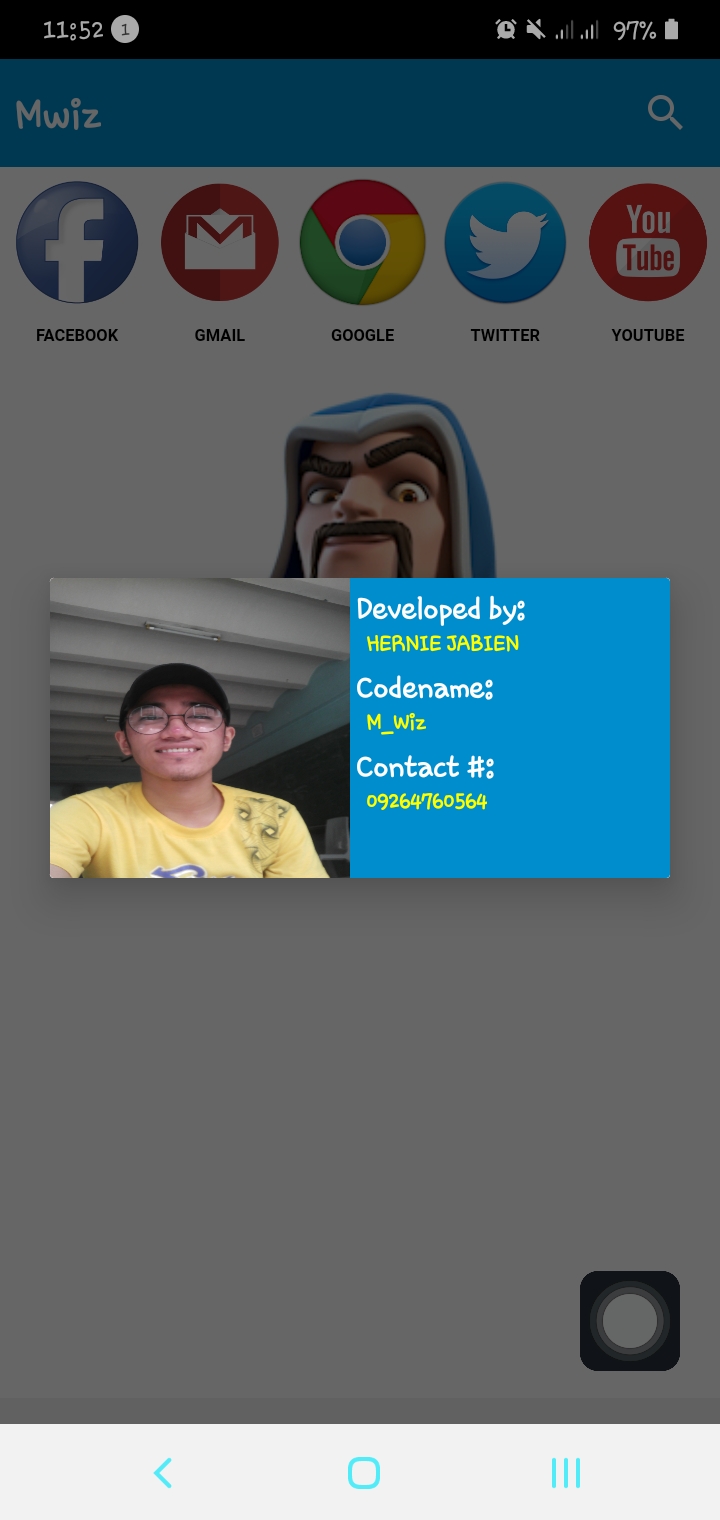 11:52 1 97%
Mwiz
You
Tube
FACEBOOK GMAIL GOOGLE TWITTER YOUTUBE
Developed by:
HERNIE JABIEN
Codename:
M_Wiz
Contact #:
09264760564